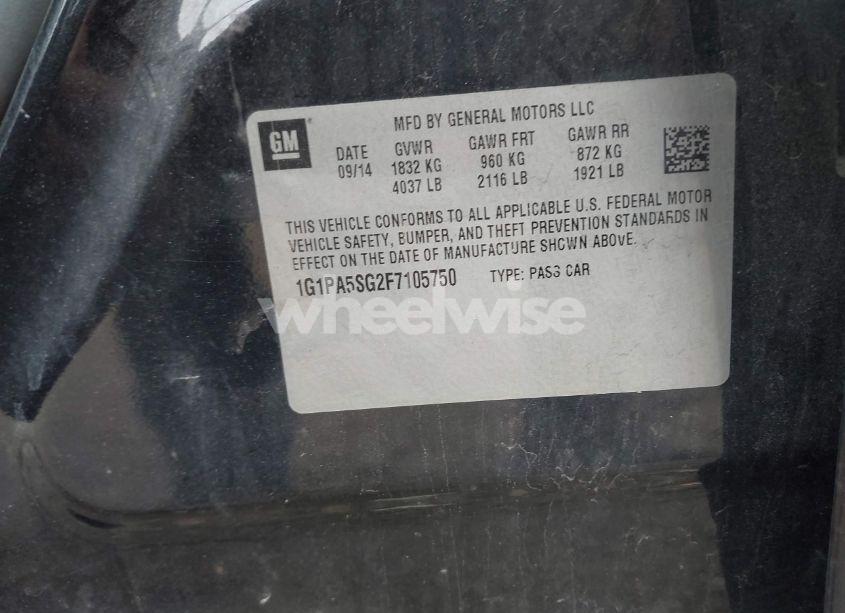 MFD BY GENERAL MOTORS LLC
GM
DATE GVWR GAWR FRT GAWR RR
09/14 1832 KG 960 KG 872 KG
4037 LB 2116 LB 1921 LB
THIS VEHICLE CONFORMS TO ALL APPLICABLE U.S. FEDERAL MOTOR
VEHICLE SAFETY, BUMPER, AND THEFT PREVENTION STANDARDS IN
EFFECT ON THE DATE OF MANUFACTURE SHOWN ABOVE.
1G1PA5SG2F7105750 TYPE: PASS CAR
wheelwise